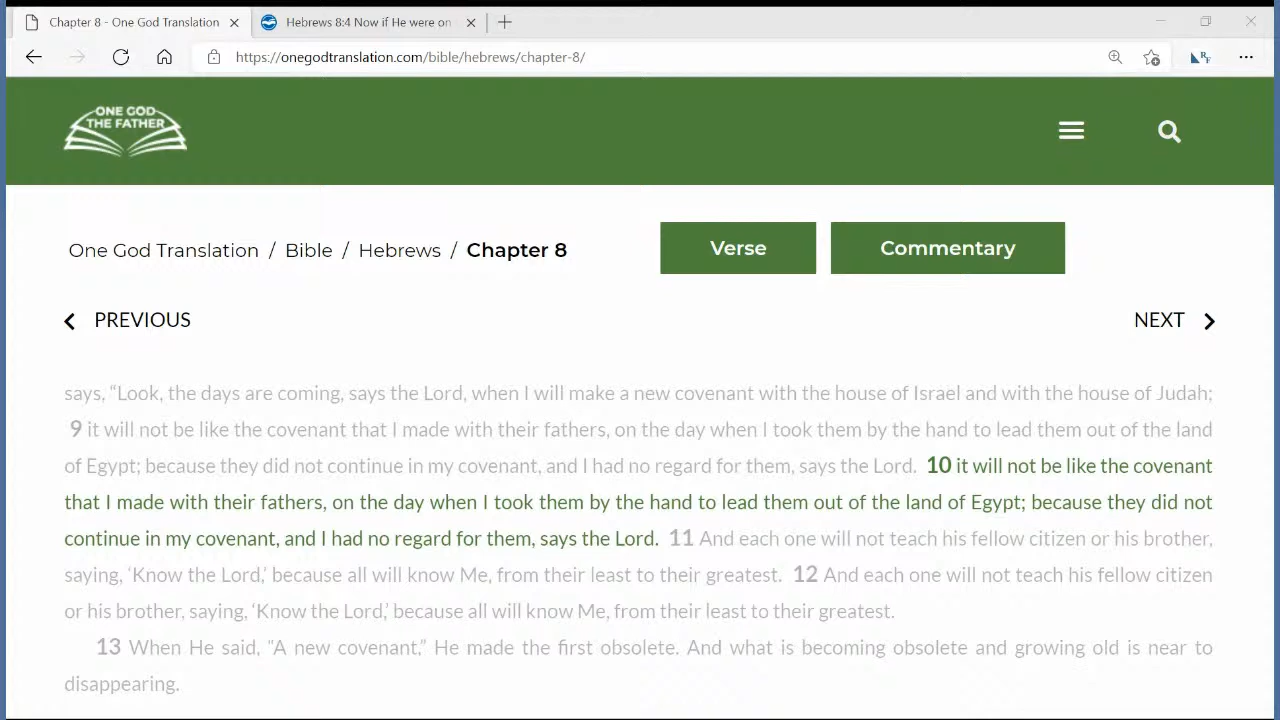 Chapter 8 - One God Translation
Hebrews 8:4 Now if He were on
https://onegodtranslation.com/bible/hebrews/chapter-8/
ONE GOD
THE FATHER
One God Translation / Bible / Hebrews / Chapter 8
Verse
Commentary
PREVIOUS
NEXT
says, “Look, the days are coming, says the Lord, when I will make a new covenant with the house of Israel and with the house of Judah;
9 it will not be like the covenant that I made with their fathers, on the day when I took them by the hand to lead them out of the land
of Egypt; because they did not continue in my covenant, and I had no regard for them, says the Lord. 10 it will not be like the covenant
that I made with their fathers, on the day when I took them by the hand to lead them out of the land of Egypt; because they did not
continue in my covenant, and I had no regard for them, says the Lord. 11 And each one will not teach his fellow citizen or his brother,
saying, ‘Know the Lord,’ because all will know Me, from their least to their greatest. 12 And each one will not teach his fellow citizen
or his brother, saying, ‘Know the Lord,’ because all will know Me, from their least to their greatest.
13 When He said, “A new covenant,” He made the first obsolete. And what is becoming obsolete and growing old is near to
disappearing.